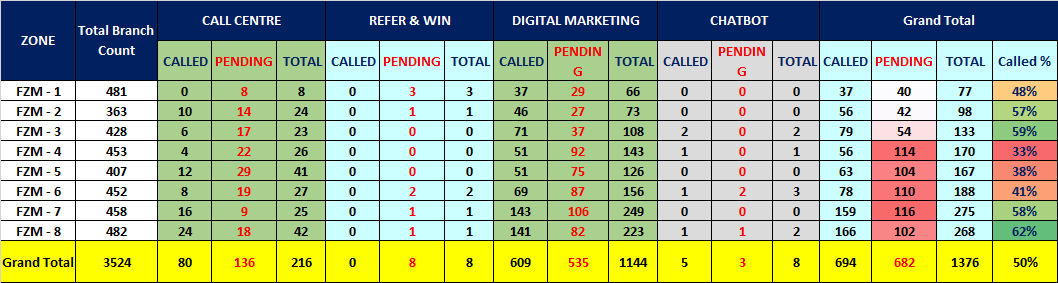 ZONE Total Branch Count CALL CENTRE REFER & WIN DIGITAL MARKETING CHATBOT Grand Total
CALLED PENDING TOTAL CALLED PENDING TOTAL CALLED PENDING TOTAL CALLED PENDING TOTAL CALLED PENDING TOTAL Called %
FZM - 1 481 0 8 8 0 3 3 37 29 66 0 0 0 37 40 77 48%
FZM - 2 363 10 14 24 0 1 1 46 27 73 0 0 0 56 42 98 57%
FZM - 3 428 6 17 23 0 0 0 71 37 108 2 0 2 79 54 133 59%
FZM - 4 453 4 22 26 0 0 0 51 92 143 1 0 1 56 114 170 33%
FZM - 5 407 12 29 41 0 0 0 51 75 126 0 0 0 63 104 167 38%
FZM - 6 452 8 19 27 0 2 2 69 87 156 1 2 3 78 110 188 41%
FZM - 7 458 16 9 25 0 1 1 143 106 249 0 0 0 159 116 275 58%
FZM - 8 482 24 18 42 0 1 1 141 82 223 1 1 2 166 102 268 62%
Grand Total 3524 80 136 216 0 8 8 609 535 1144 5 3 8 694 682 1376 50%